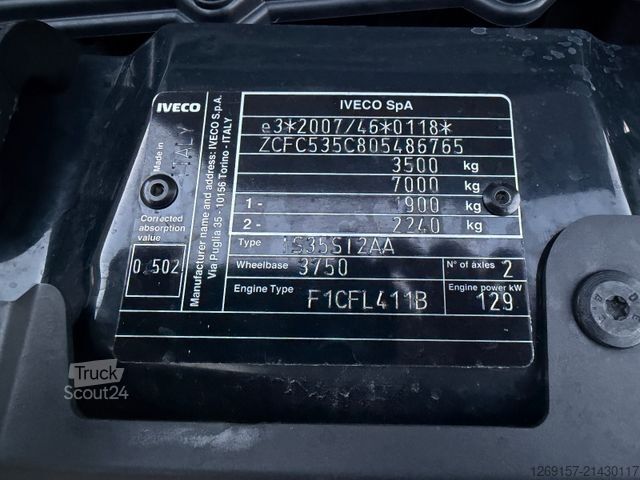 IVECO
IVECO SpA
e3*2007/46*0118*
ZCFC535C805486765
3500 kg
7000 kg
1- 1900 kg
2- 2240 kg
Type IS35SI2AA
Wheelbase 3750 N° of axles 2
Engine Type F1CFL411B Engine power kW 129
Made in
ITALY
Corrected
absorption
value
0.502
Manufacturer name and address: IVECO S.p.A.
Via Puglia 35 - 10156 Torino - ITALY
Truck
Scout24
1269157-21430117